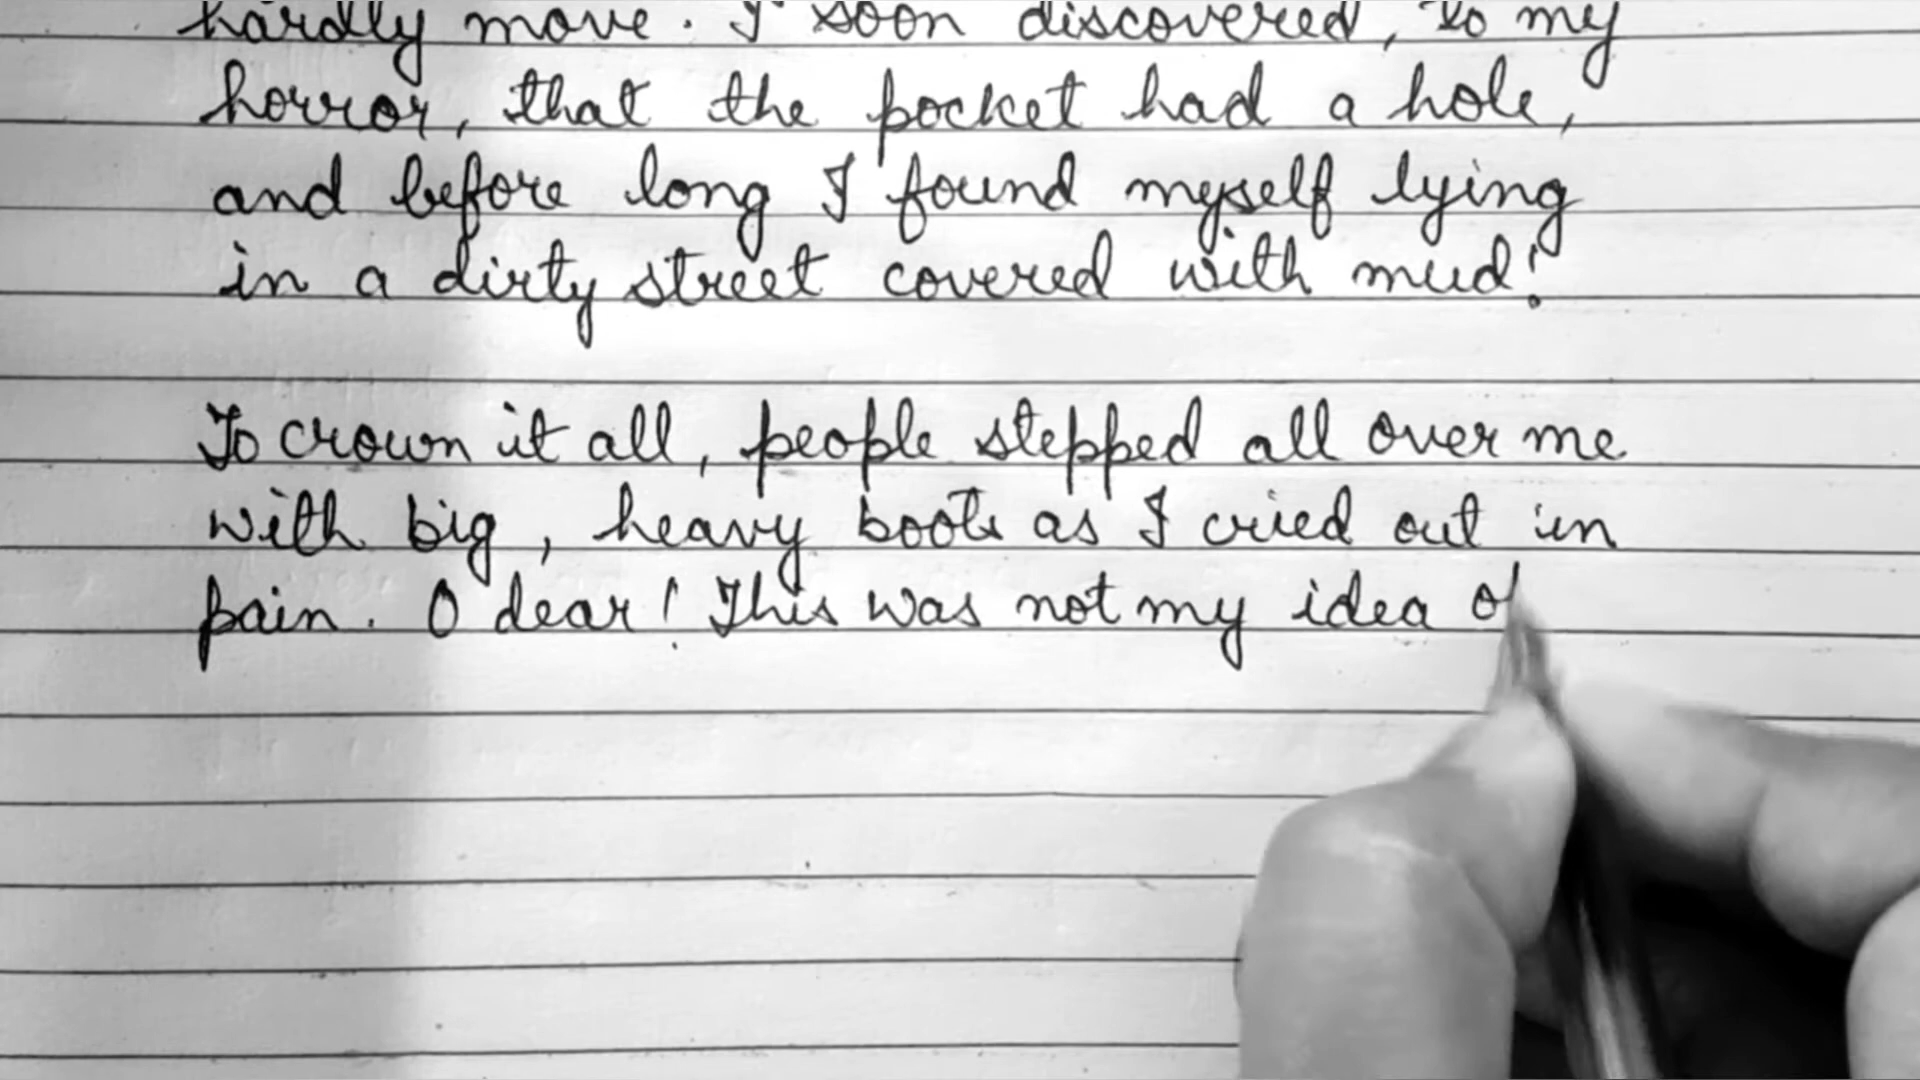 hardly move. I soon discovered, to my
horror, that the pocket had a hole,
and before long I found myself lying
in a dirty street covered with mud!
To crown it all, people stepped all over me
with big, heavy boots as I cried out in
pain. O dear! This was not my idea of